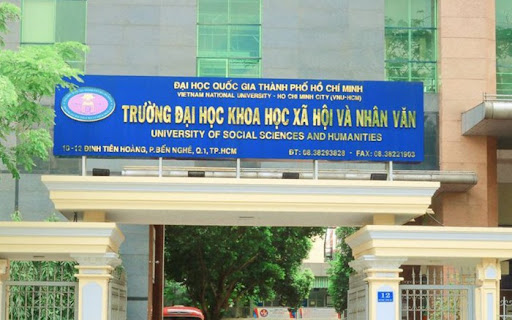 ĐẠI HỌC QUỐC GIA THÀNH PHỐ HỒ CHÍ MINH
VIETNAM NATIONAL UNIVERSITY - HO CHI MINH CITY (VNU-HCM)
TRƯỜNG ĐẠI HỌC KHOA HỌC XÃ HỘI VÀ NHÂN VĂN
UNIVERSITY OF SOCIAL SCIENCES AND HUMANITIES
10-12 ĐINH TIÊN HOÀNG, P.BẾN NGHÉ, Q.1, TP.HCM ĐT: 08.38293828 - FAX: 08.38221903
12